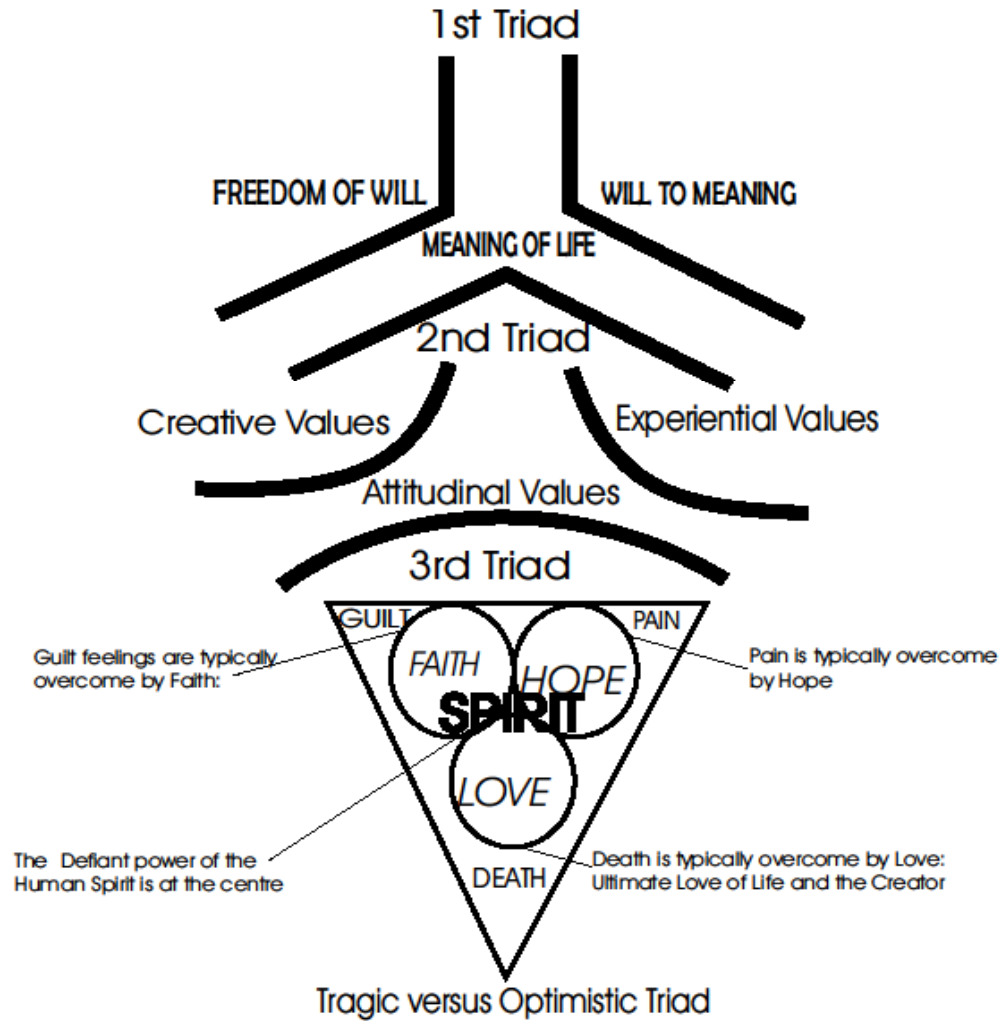 1st Triad
FREEDOM OF WILL
WILL TO MEANING
MEANING OF LIFE
2nd Triad
Creative Values
Experiential Values
Attitudinal Values
3rd Triad
GUILT
PAIN
Guilt feelings are typically
overcome by Faith:
FAITH
HOPE
Pain is typically overcome
by Hope
SPIRIT
LOVE
The Defiant power of the
Human Spirit is at the centre
DEATH
Death is typically overcome by Love:
Ultimate Love of Life and the Creator
Tragic versus Optimistic Triad